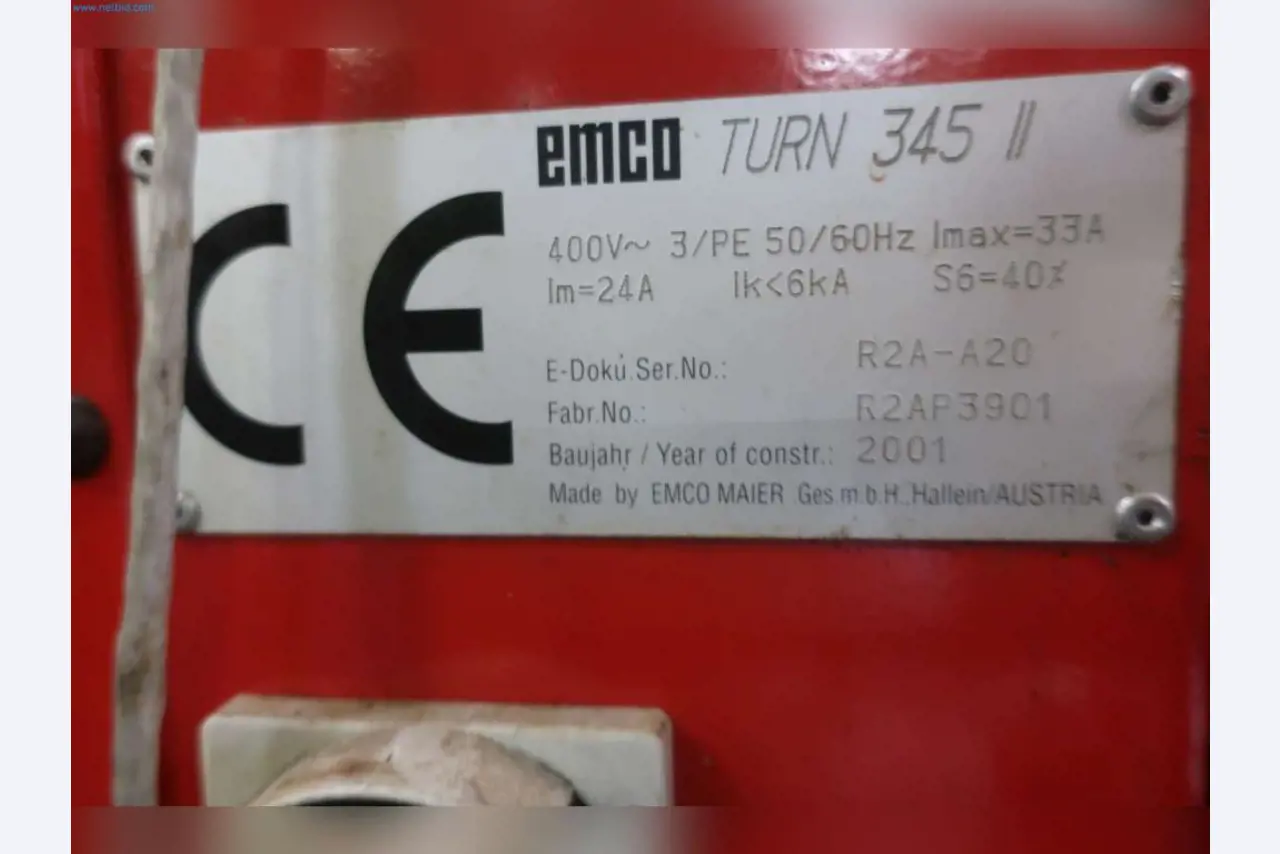 www.netbid.com
emco TURN 345 II
CE
400V~ 3/PE 50/60Hz Imax=33A
Im=24A Ik<6kA S6=40%
E-Dokú.Ser.No.: R2A-A20
Fabr.No.: R2AP3901
Baujahr / Year of constr.: 2001
Made by EMCO MAIER Ges.m.b.H. Hallein/AUSTRIA